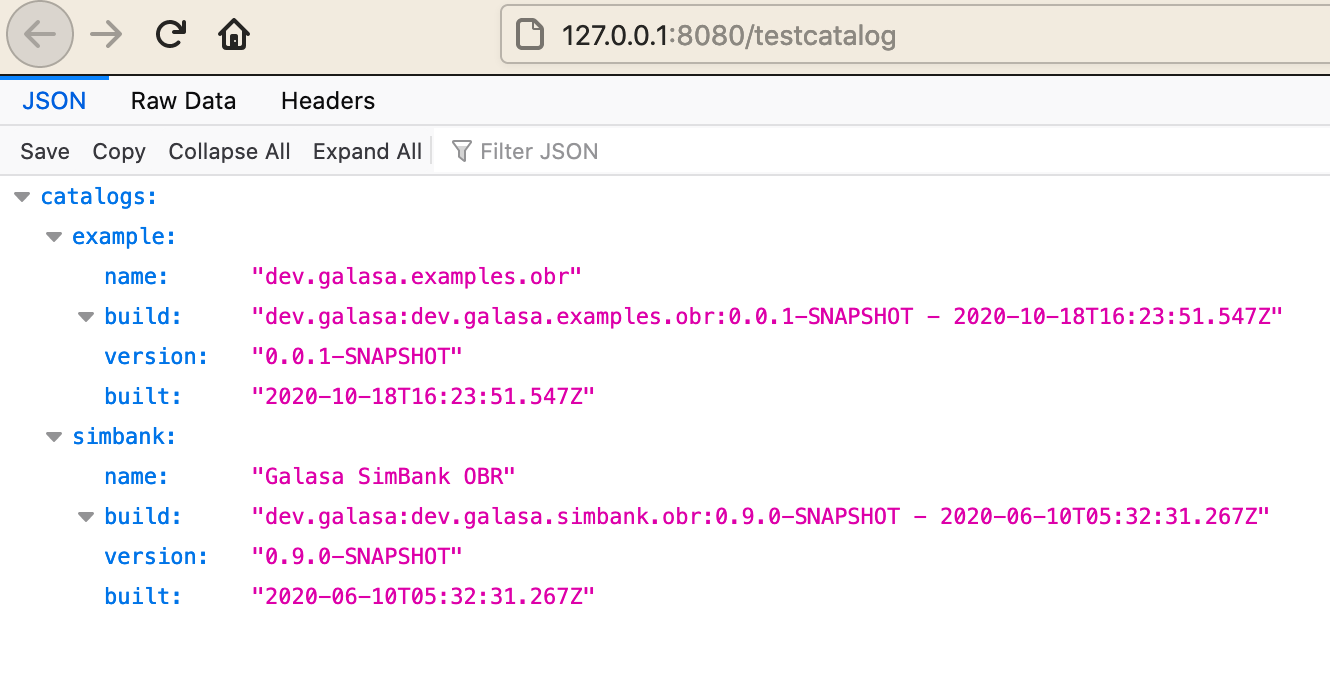 127.0.0.1:8080/testcatalog
JSON Raw Data Headers
Save Copy Collapse All Expand All Filter JSON
catalogs:
example:
name: "dev.galasa.examples.obr"
build: "dev.galasa:dev.galasa.examples.obr:0.0.1-SNAPSHOT - 2020-10-18T16:23:51.547Z"
version: "0.0.1-SNAPSHOT"
built: "2020-10-18T16:23:51.547Z"
simbank:
name: "Galasa SimBank OBR"
build: "dev.galasa:dev.galasa.simbank.obr:0.9.0-SNAPSHOT - 2020-06-10T05:32:31.267Z"
version: "0.9.0-SNAPSHOT"
built: "2020-06-10T05:32:31.267Z"